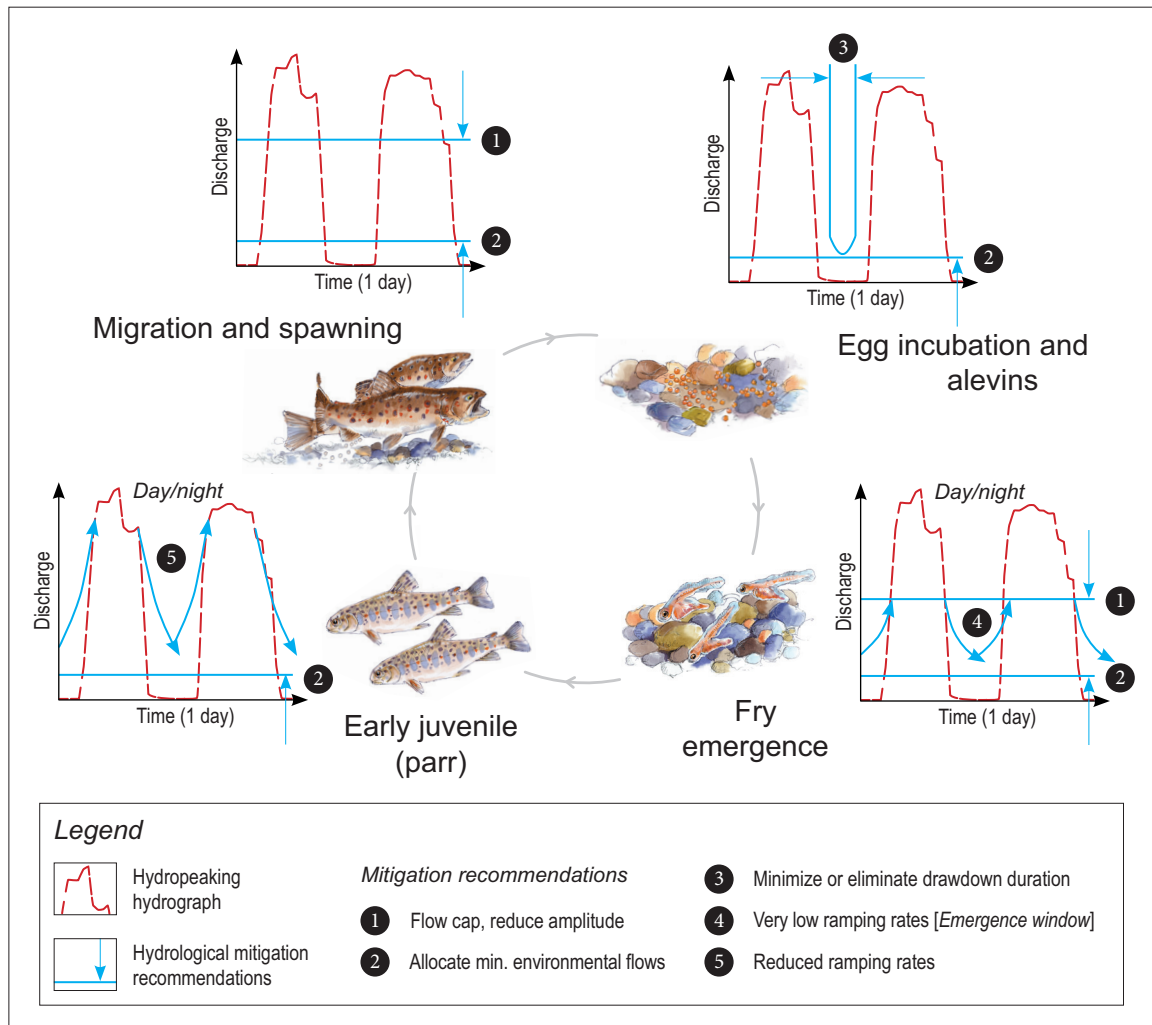 3
Discharge
1
2
Time (1 day)
Migration and spawning
Discharge
2
Time (1 day)
Egg incubation and
alevins
Day/night
5
Discharge
2
Time (1 day)
Early juvenile
(parr)
Day/night
4
1
Discharge
2
Time (1 day)
Fry
emergence
Legend
Hydropeaking
hydrograph
Hydrological mitigation
recommendations
Mitigation recommendations
1 Flow cap, reduce amplitude
2 Allocate min. environmental flows
3 Minimize or eliminate drawdown duration
4 Very low ramping rates [Emergence window]
5 Reduced ramping rates